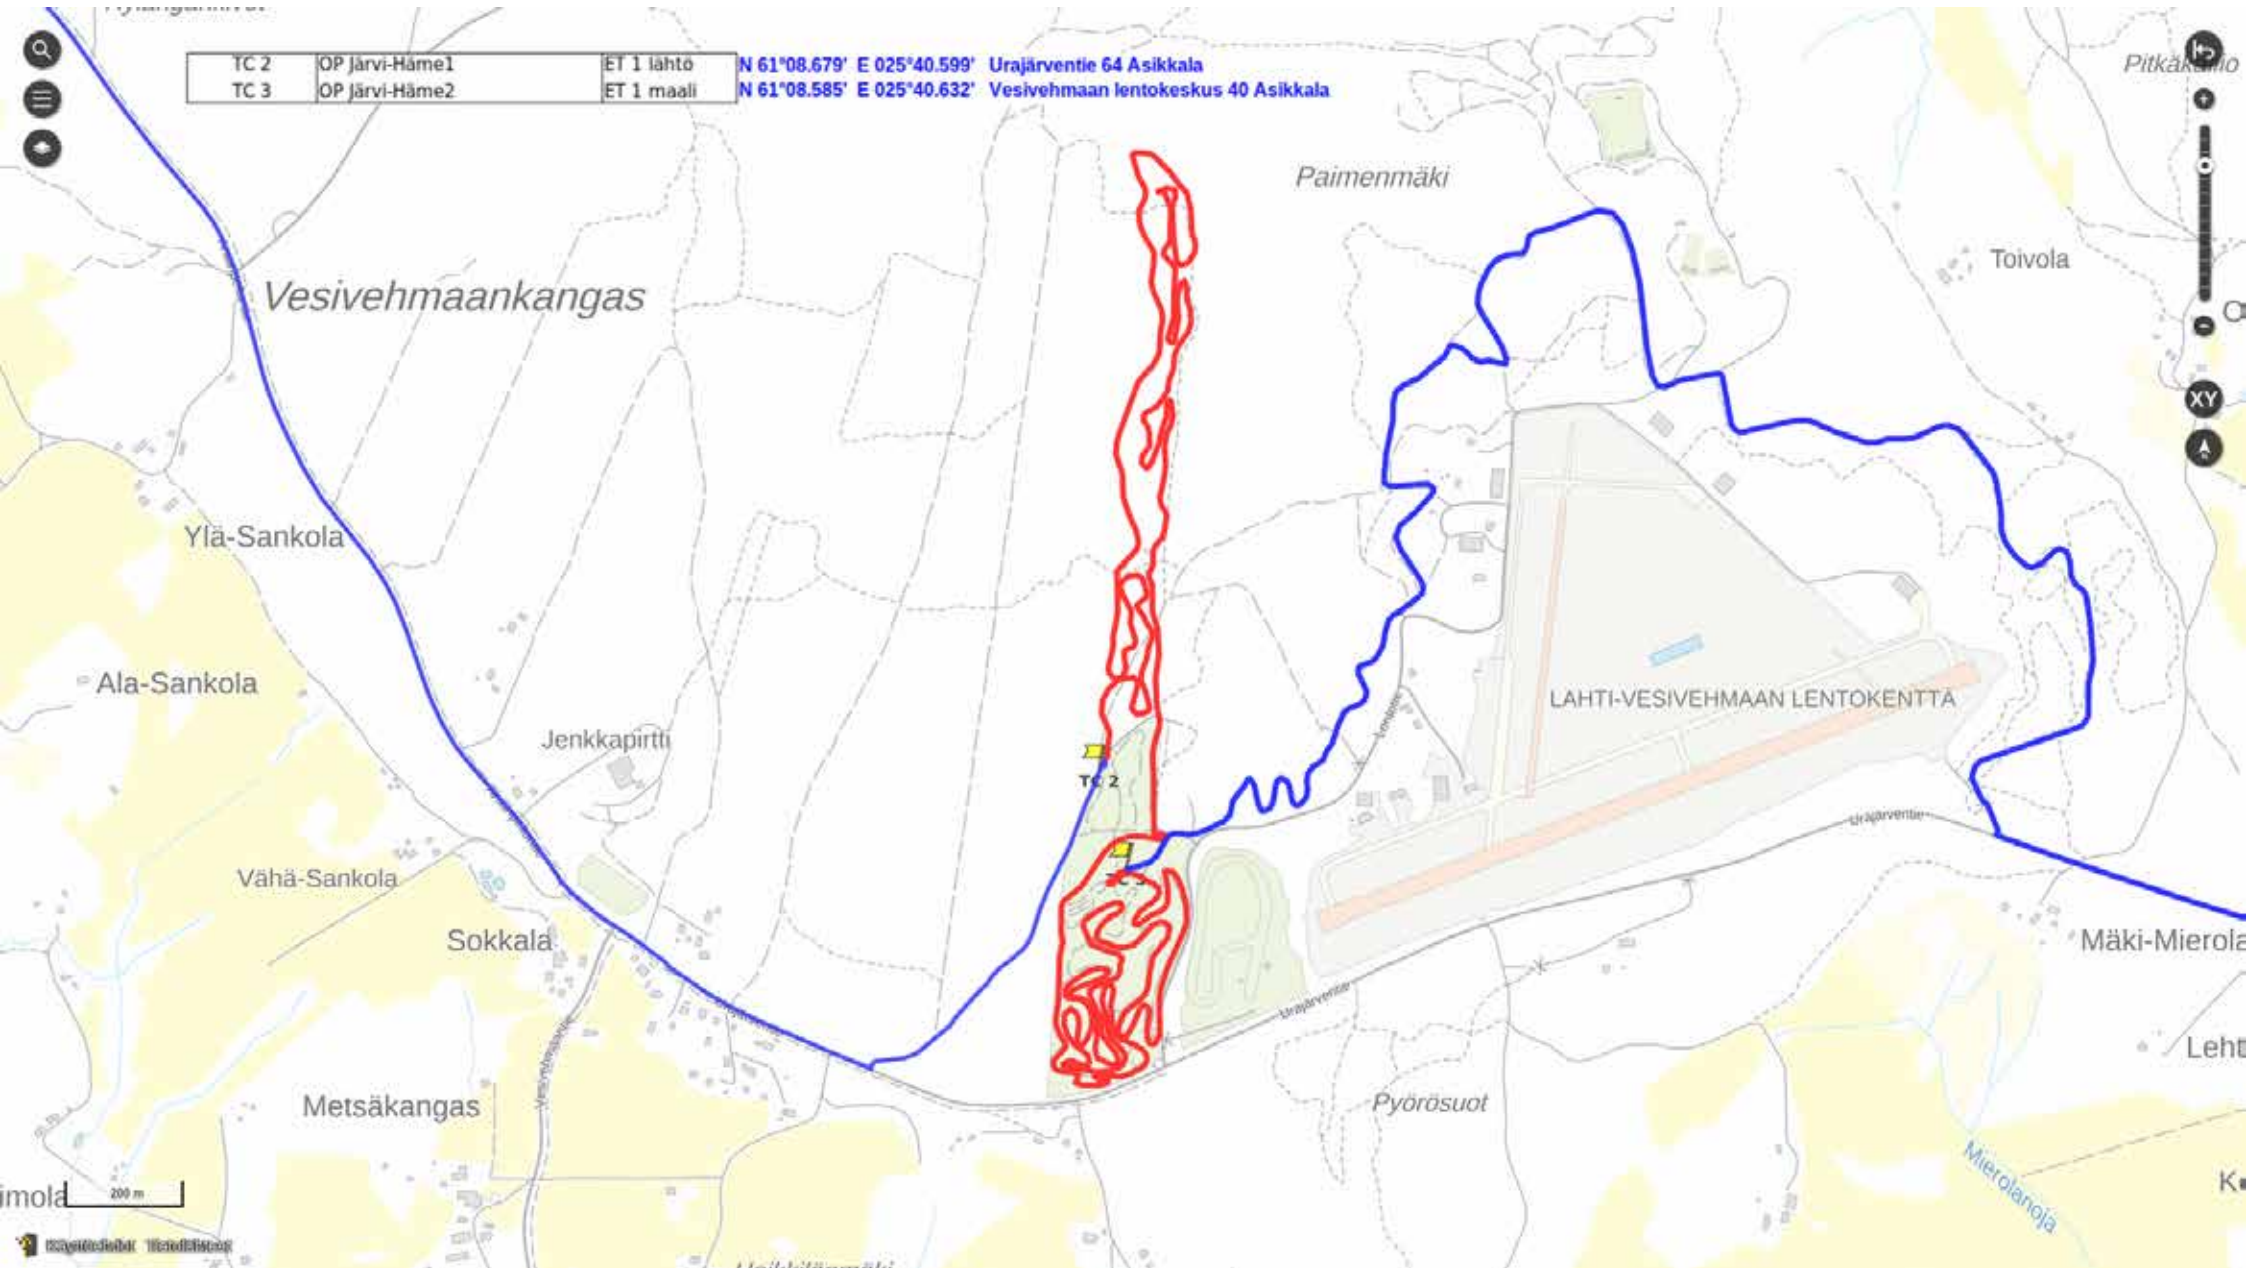 TC 2 OP Järvi-Häme1 ET 1 lähtö N 61°08.679' E 025°40.599' Urajärventie 64 Asikkala
TC 3 OP Järvi-Häme2 ET 1 maali N 61°08.585' E 025°40.632' Vesivehmaan lentokeskus 40 Asikkala
Paimenmäki
Toivola
Vesivehmaankangas
XY
Ylä-Sankola
Ala-Sankola
LAHTI-VESIVEHMAAN LENTOKENTTÄ
Jenkkapirtti
TC 2
Urajärventie
Vähä-Sankola
Sokkala
Mäki-Mierola
Urajärventie
Metsäkangas
Pyörösuot
Mierolanoja
200 m